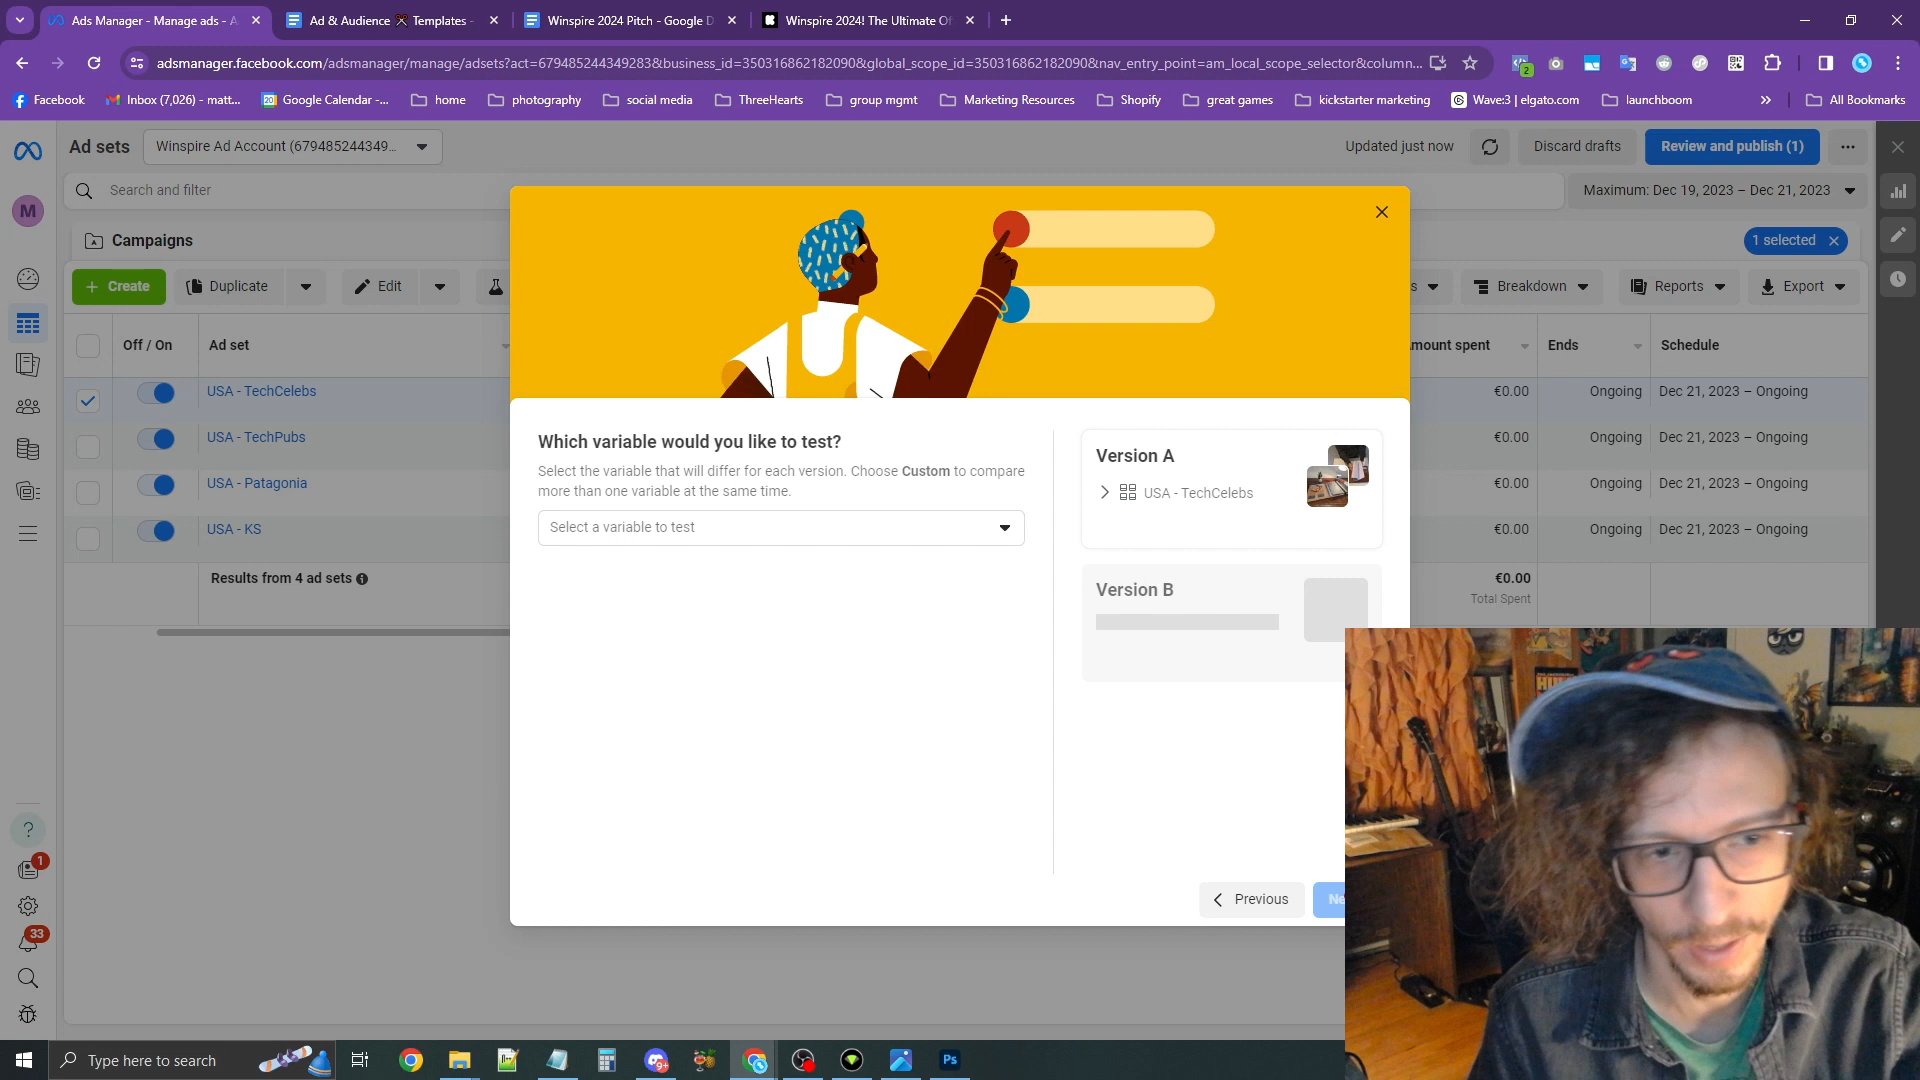 Ads Manager - Manage ads - A
Ad & Audience Templates -
Winspire 2024 Pitch - Google D
Winspire 2024! The Ultimate Of
adsmanager.facebook.com/adsmanager/manage/adsets?act=679485244349283&business_id=350316862182090&global_scope_id=350316862182090&nav_entry_point=am_local_scope_selector&column...
2
Facebook
Inbox (7,026) - matt...
Google Calendar -...
home
photography
social media
ThreeHearts
group mgmt
Marketing Resources
Shopify
great games
kickstarter marketing
Wave:3 | elgato.com
launchboom
All Bookmarks
Ad sets
Winspire Ad Account (679485244349...
Updated just now
Discard drafts
Review and publish (1)
M
Search and filter
Maximum: Dec 19, 2023 – Dec 21, 2023
Campaigns
1 selected
Create
Duplicate
Edit
s
Breakdown
Reports
Export
Off / On
Ad set
mount spent
Ends
Schedule
USA - TechCelebs
€0.00
Ongoing
Dec 21, 2023 – Ongoing
USA - TechPubs
€0.00
Ongoing
Dec 21, 2023 – Ongoing
USA - Patagonia
€0.00
Ongoing
Dec 21, 2023 – Ongoing
USA - KS
€0.00
Ongoing
Dec 21, 2023 – Ongoing
Results from 4 ad sets
€0.00
Total Spent
Which variable would you like to test?
Select the variable that will differ for each version. Choose Custom to compare
more than one variable at the same time.
Select a variable to test
Version A
USA - TechCelebs
Version B
Previous
Ne
?
1
33
Type here to search
9+
Ps